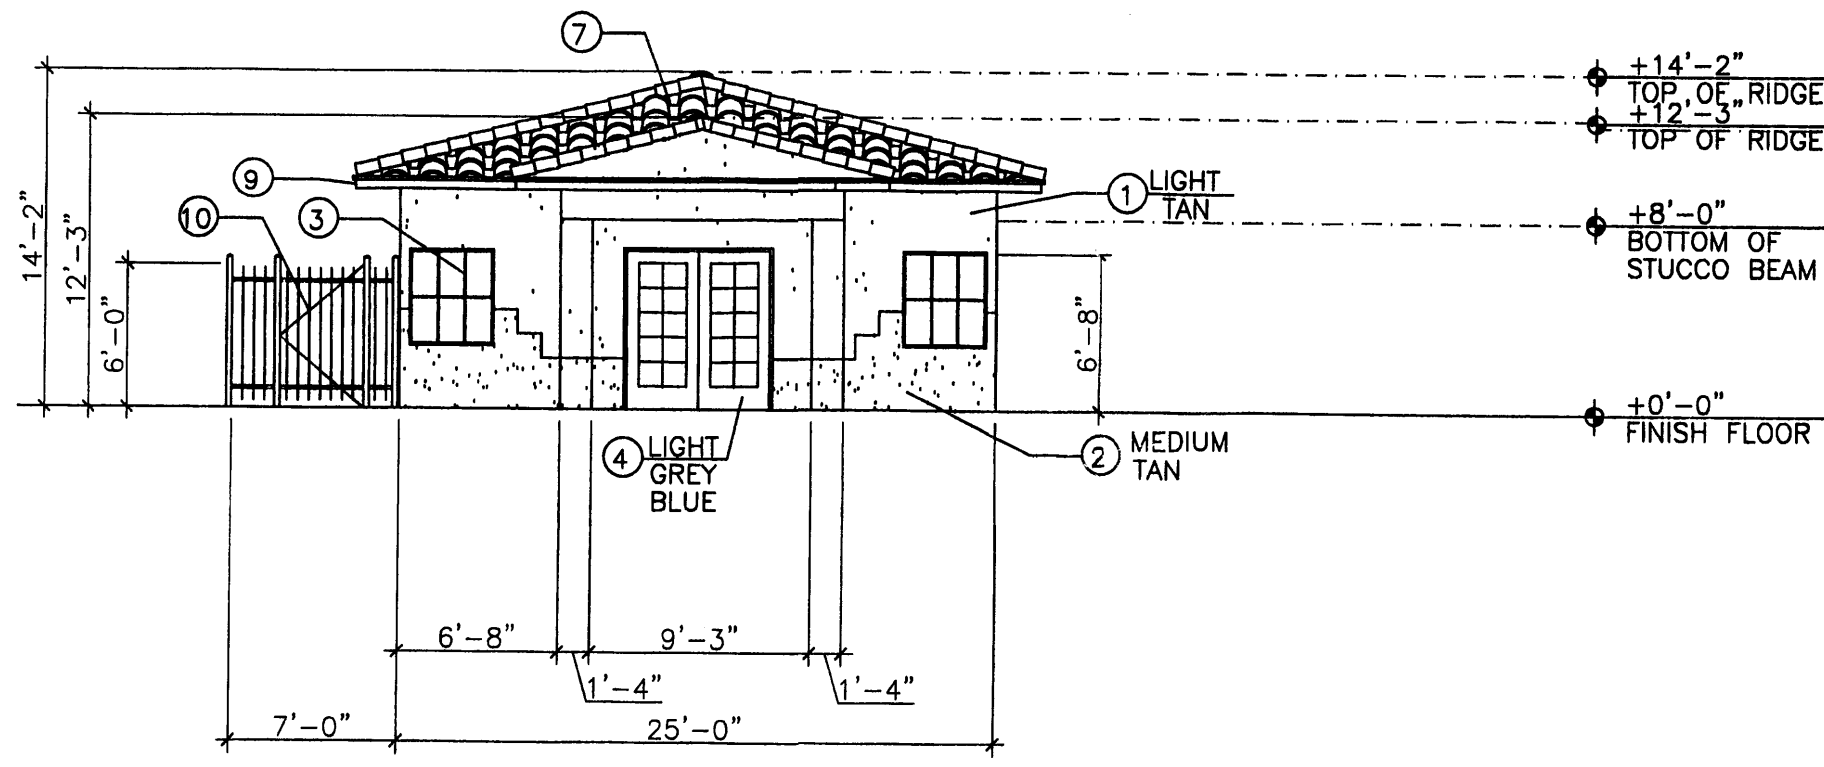 7
+14'-2"
TOP OF RIDGE
+12'-3"
TOP OF RIDGE
9
1 LIGHT
TAN
10
3
14'-2"
12'-3"
6'-0"
+8'-0"
BOTTOM OF
STUCCO BEAM
6'-8"
+0'-0"
FINISH FLOOR
4 LIGHT
GREY
BLUE
2 MEDIUM
TAN
6'-8"
9'-3"
1'-4"
1'-4"
7'-0"
25'-0"